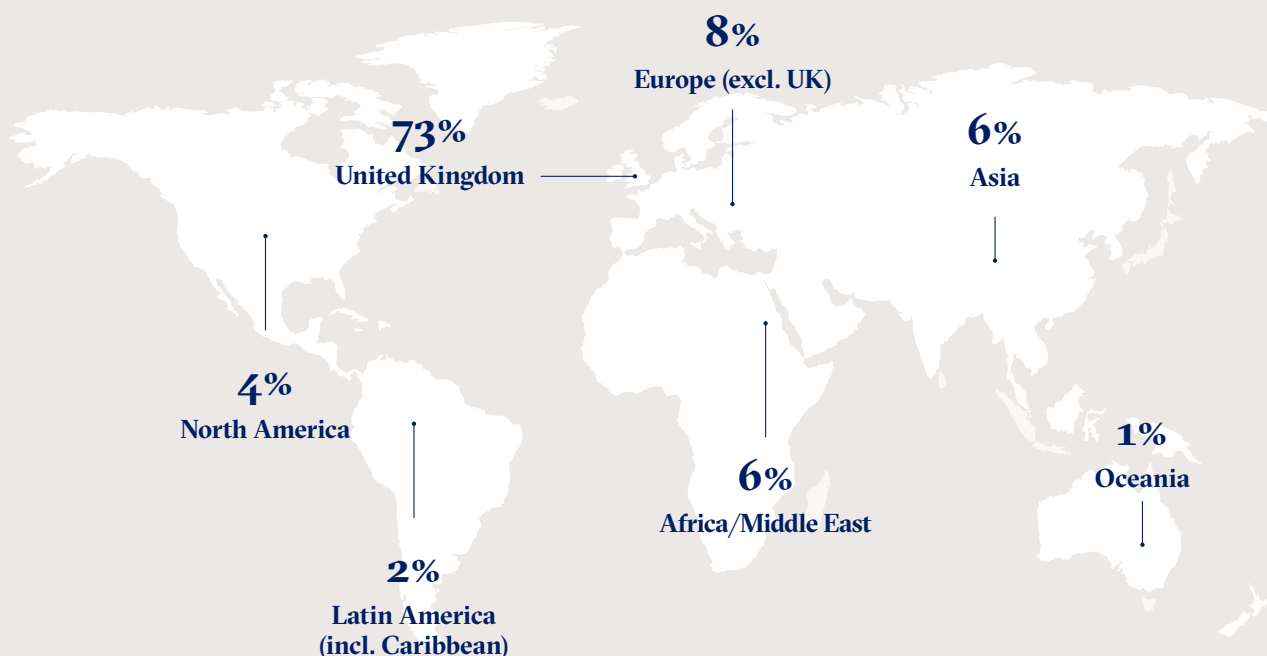 8%
Europe (excl. UK)
73%
United Kingdom
6%
Asia
4%
North America
1%
Oceania
6%
Africa/Middle East
2%
Latin America
(incl. Caribbean)